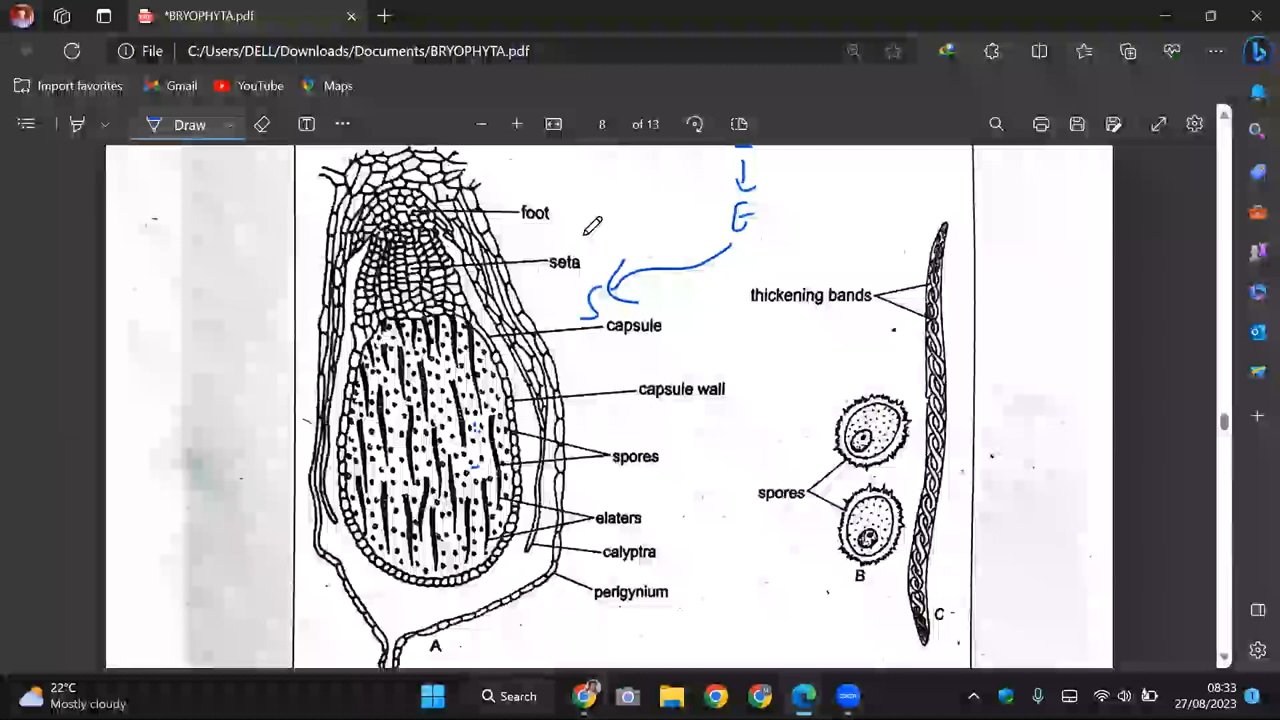 *BRYOPHYTA.pdf
File C:/Users/DELL/Downloads/Documents/BRYOPHYTA.pdf
Import favorites Gmail YouTube Maps
Draw 8 of 13
foot
E
seta
S
thickening bands
capsule
capsule wall
spores
spores
elaters
calyptra
B
perigynium
C
A
22°C
Mostly cloudy
Search
08:33
27/08/2023